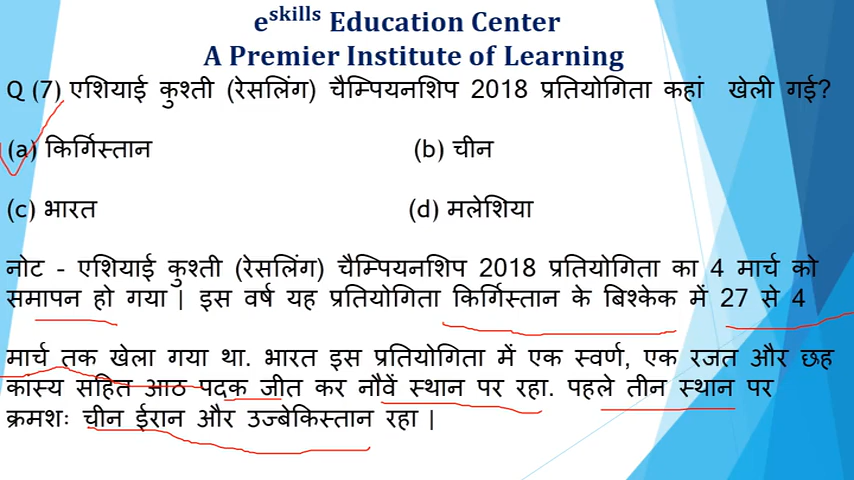 eskills Education Center
A Premier Institute of Learning
Q (7) एशियाई कुश्ती (रेसलिंग) चैम्पियनशिप 2018 प्रतियोगिता कहां खेली गई?
(a) किर्गिस्तान (b) चीन
(c) भारत (d) मलेशिया
नोट - एशियाई कुश्ती (रेसलिंग) चैम्पियनशिप 2018 प्रतियोगिता का 4 मार्च को
समापन हो गया | इस वर्ष यह प्रतियोगिता किर्गिस्तान के बिश्केक में 27 से 4
मार्च तक खेला गया था. भारत इस प्रतियोगिता में एक स्वर्ण, एक रजत और छह
कास्य सहित आठ पदक जीत कर नौवें स्थान पर रहा. पहले तीन स्थान पर
क्रमशः चीन ईरान और उज्बेकिस्तान रहा |